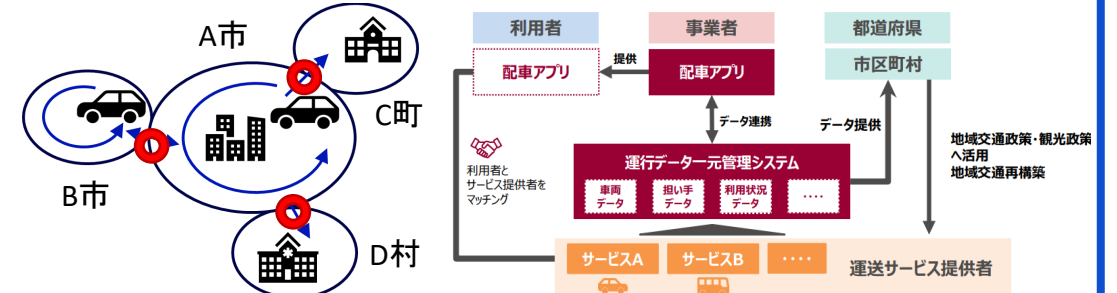 A市
B市
C町
D村
利用者
事業者
都道府県
市区町村
配車アプリ
提供
配車アプリ
データ連携
データ提供
利用者と
サービス提供者を
マッチング
運行データ一元管理システム
車両
データ
担い手
データ
利用状況
データ
‥‥
地域交通政策・観光政策
へ活用
地域交通再構築
サービスA
サービスB
‥‥
運送サービス提供者